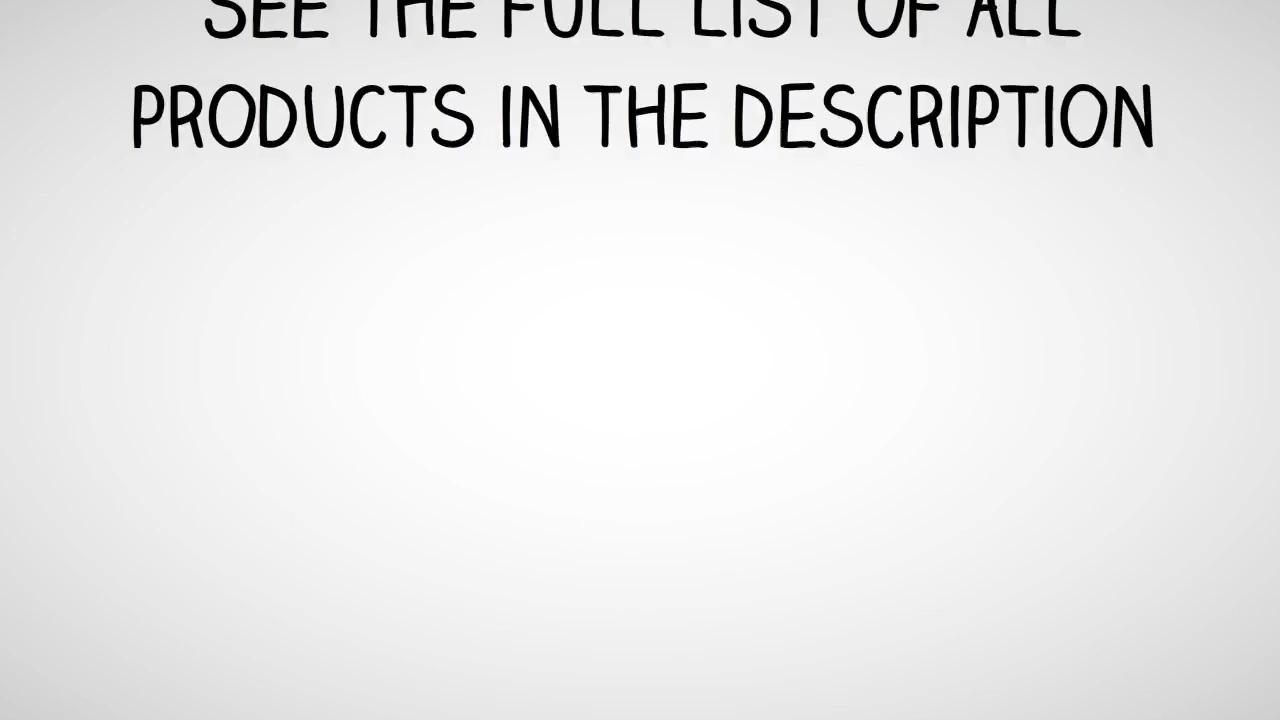 SEE THE FULL LIST OF ALL
PRODUCTS IN THE DESCRIPTION